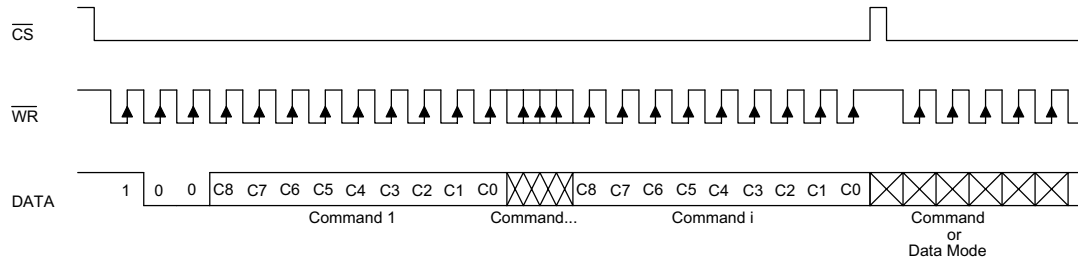 CS
WR
DATA 1 0 0 C8 C7 C6 C5 C4 C3 C2 C1 C0 C8 C7 C6 C5 C4 C3 C2 C1 C0
Command 1 Command... Command i Command
or
Data Mode